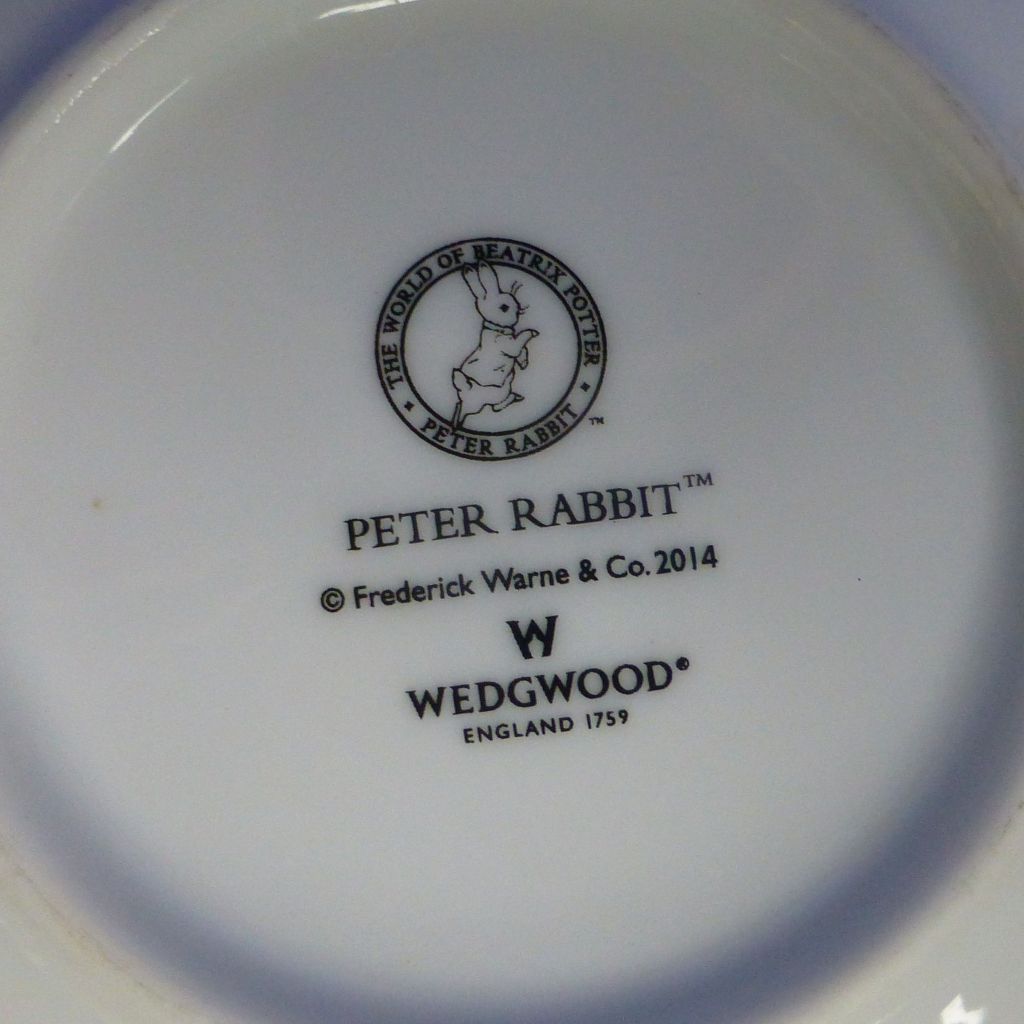 THE WORLD OF BEATRIX POTTER
PETER RABBIT ™
PETER RABBIT™
© Frederick Warne & Co. 2014
W
WEDGWOOD®
ENGLAND 1759